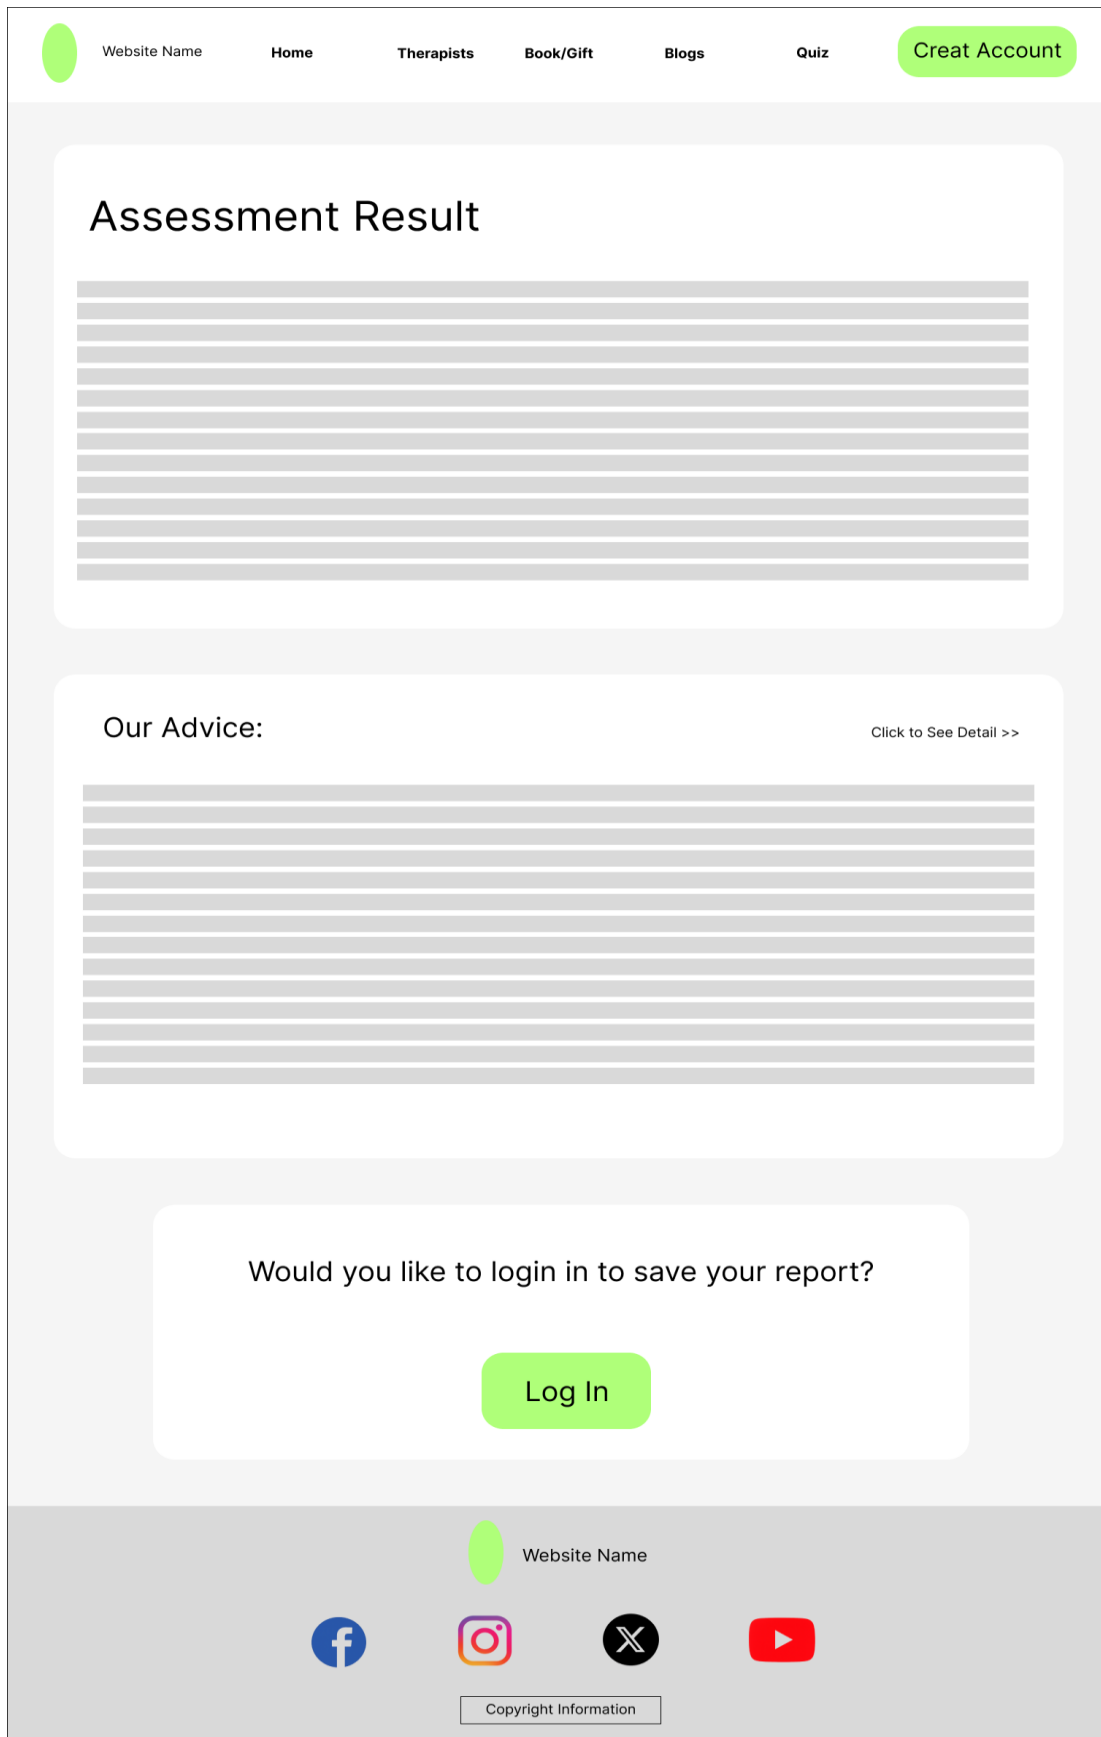 Website Name Home Therapists Book/Gift Blogs Quiz Creat Account
Assessment Result
Our Advice: Click to See Detail >>
Would you like to login in to save your report?
Log In
Website Name
Copyright Information